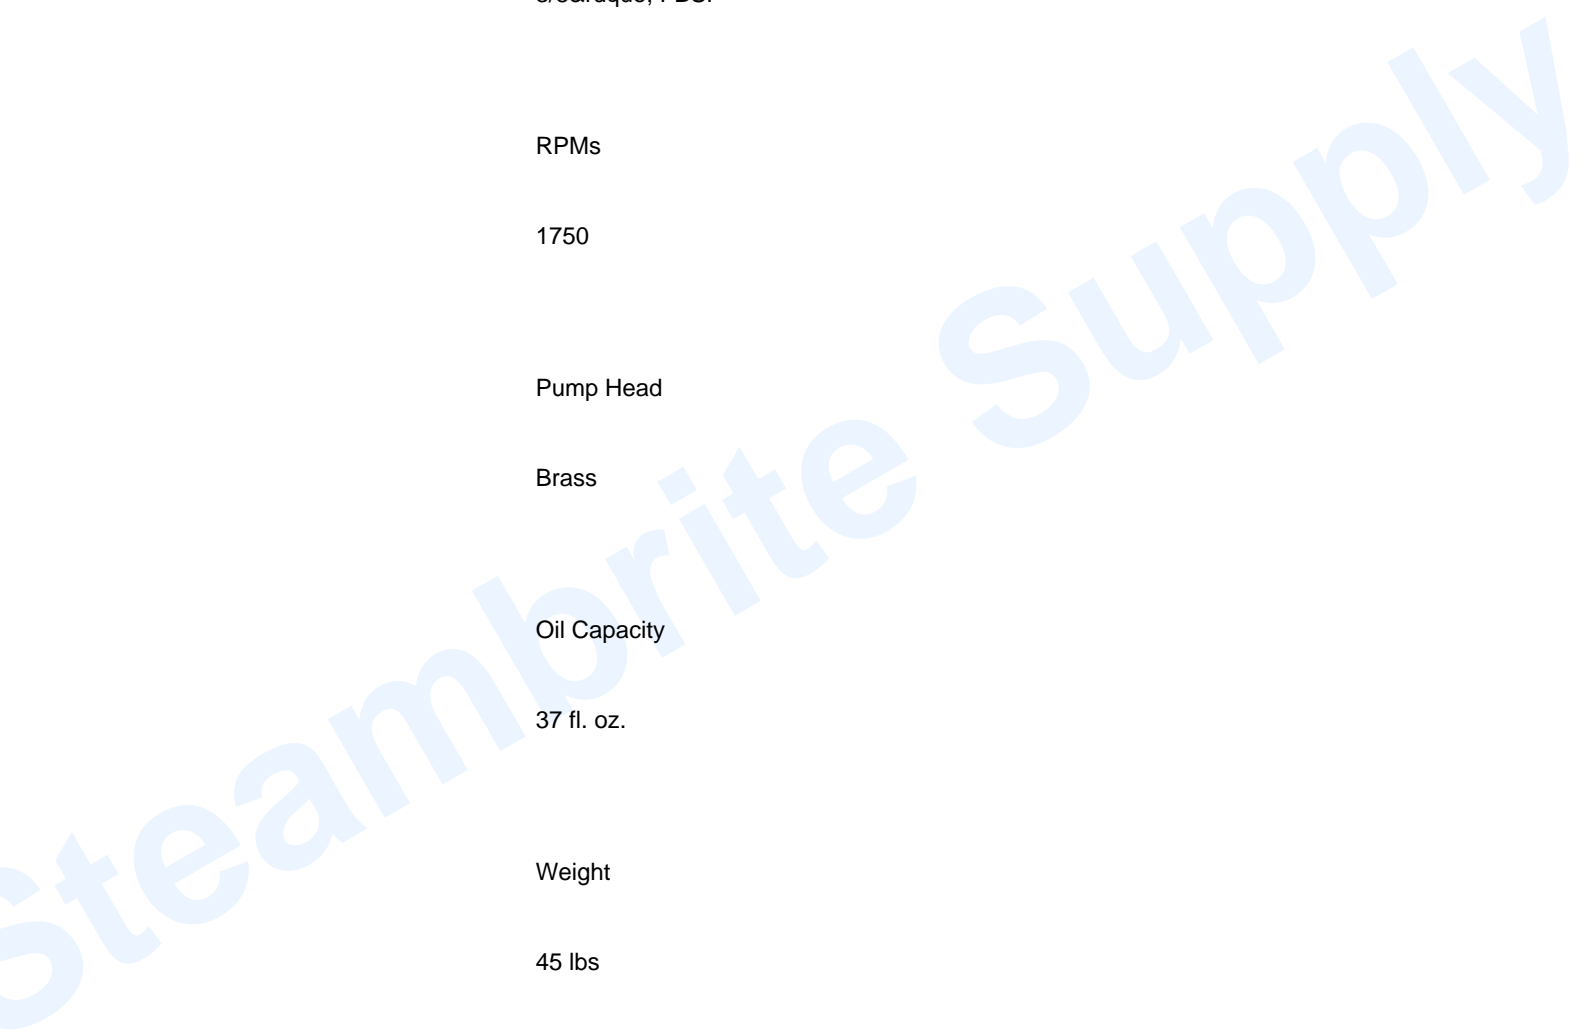 RPMs
1750
Pump Head
Brass
Oil Capacity
37 fl. oz.
Weight
45 lbs
Steambrite Supply